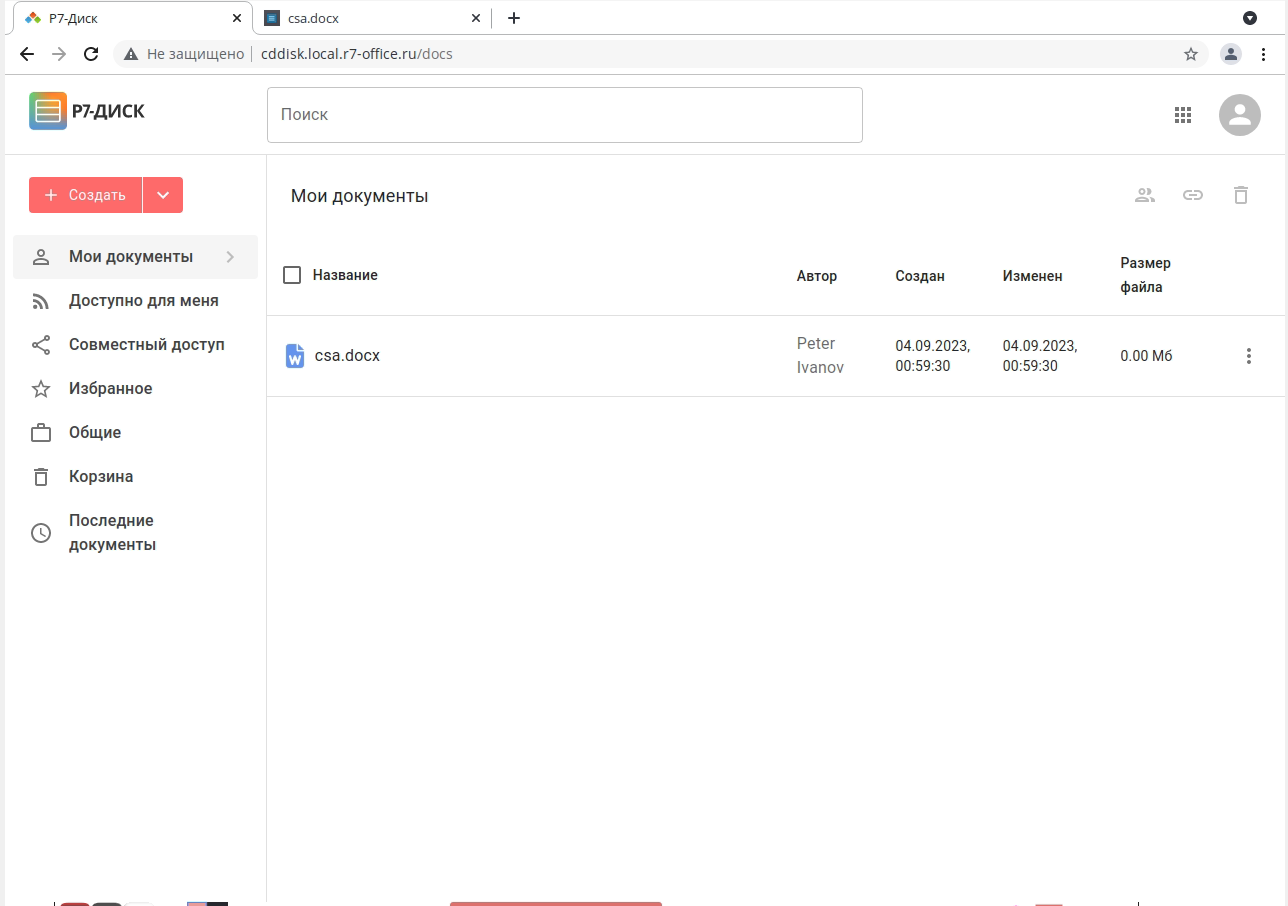 Р7-Диск
csa.docx
Не защищено
cddisk.local.r7-office.ru/docs
Р7-ДИСК
Поиск
Создать
Мои документы
Доступно для меня
Совместный доступ
Избранное
Общие
Корзина
Последние
документы
Мои документы
Название
Автор
Создан
Изменен
Размер
файла
csa.docx
Peter
Ivanov
04.09.2023,
00:59:30
04.09.2023,
00:59:30
0.00 Мб